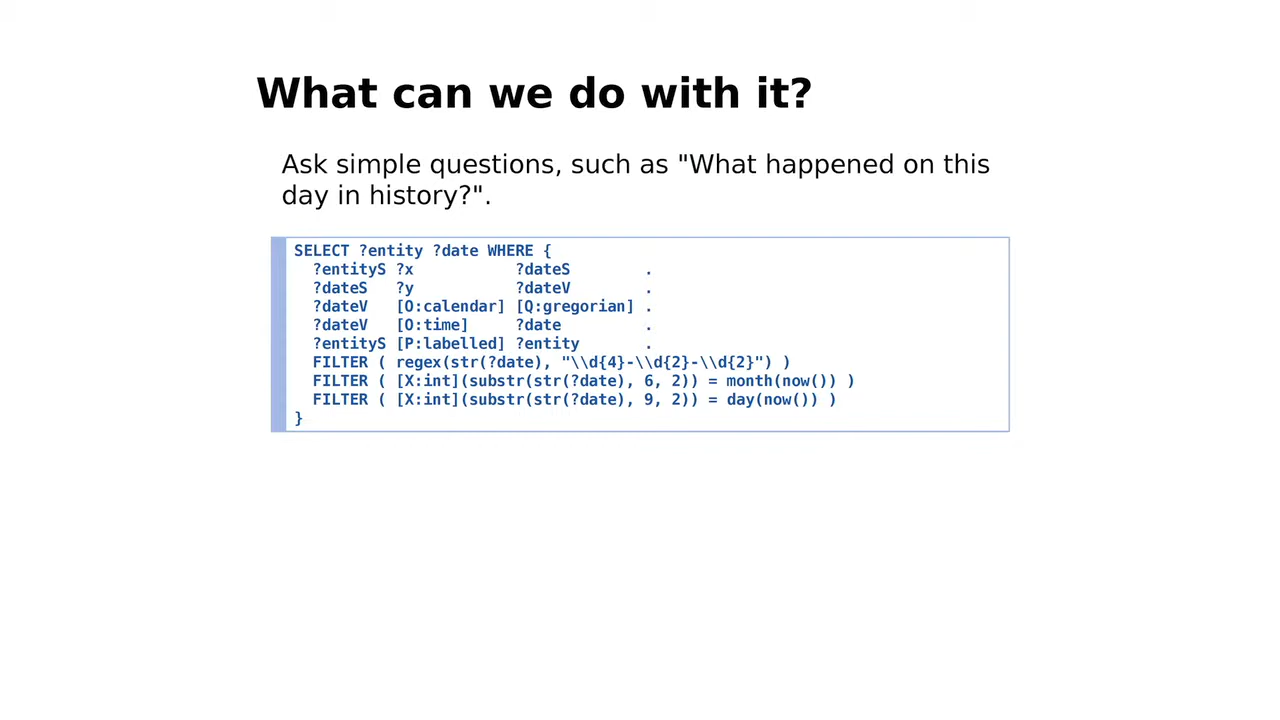 What can we do with it?
Ask simple questions, such as "What happened on this
day in history?".
SELECT ?entity ?date WHERE {
  ?entityS ?x           ?dateS        .
  ?dateS   ?y           ?dateV        .
  ?dateV   [O:calendar] [Q:gregorian] .
  ?dateV   [O:time]     ?date         .
  ?entityS [P:labelled] ?entity       .
  FILTER ( regex(str(?date), "\\d{4}-\\d{2}-\\d{2}") )
  FILTER ( [X:int](substr(str(?date), 6, 2)) = month(now()) )
  FILTER ( [X:int](substr(str(?date), 9, 2)) = day(now()) )
}